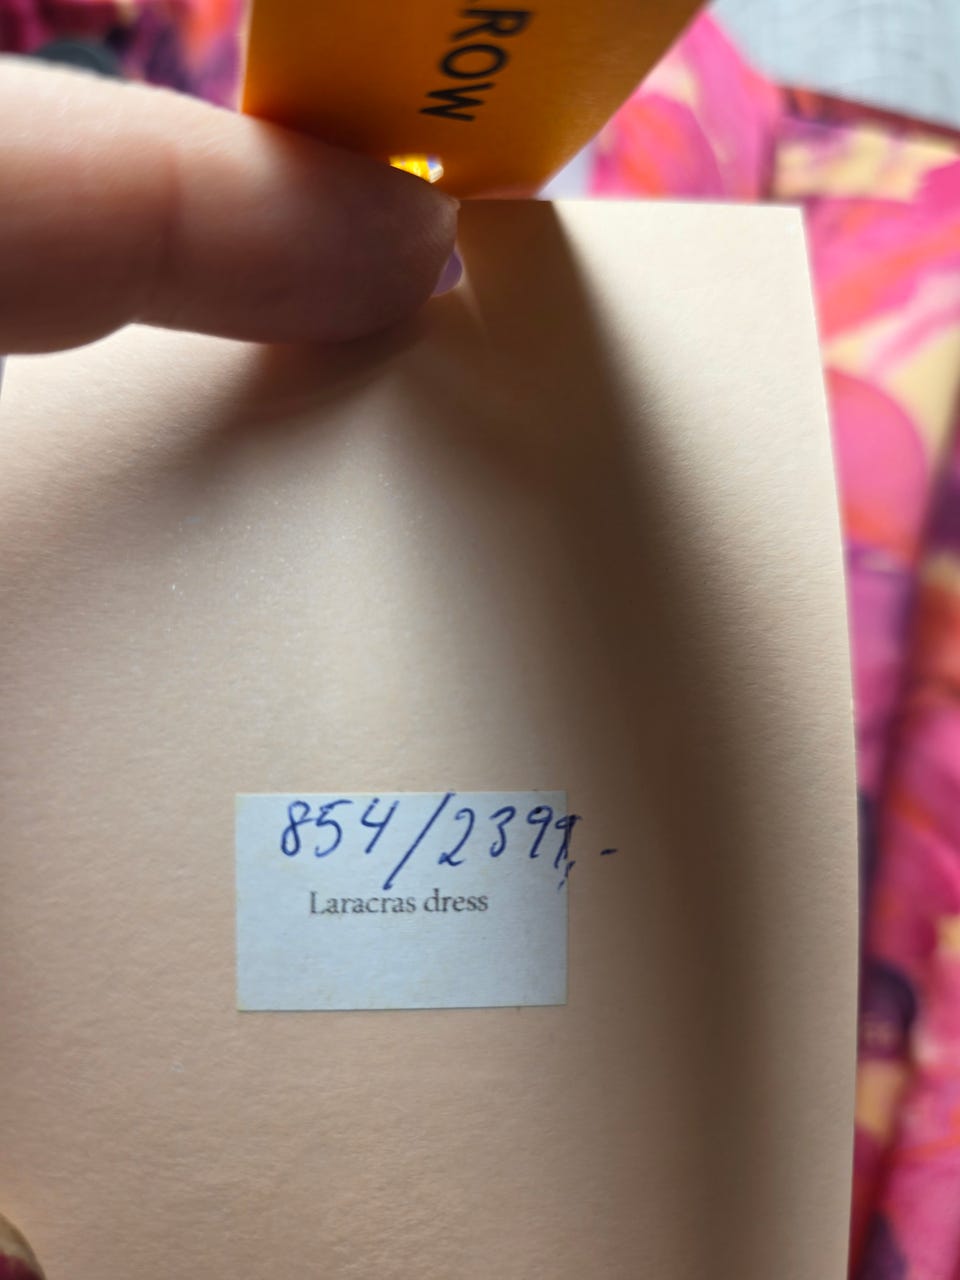 ROW
854/2399,-
Laracras dress